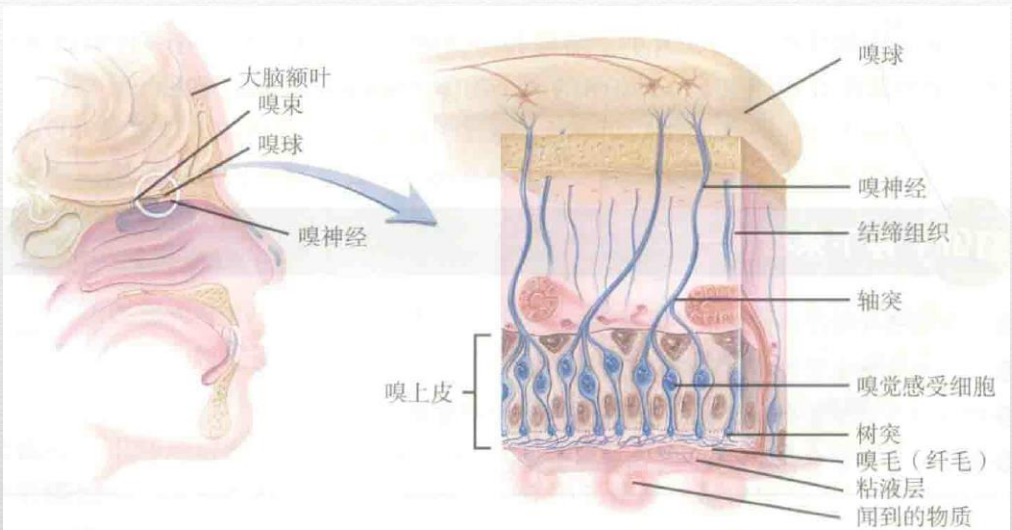 大脑额叶
嗅束
嗅球
嗅神经
嗅球
嗅神经
结缔组织
轴突
嗅上皮
嗅觉感受细胞
树突
嗅毛（纤毛）
粘液层
闻到的物质